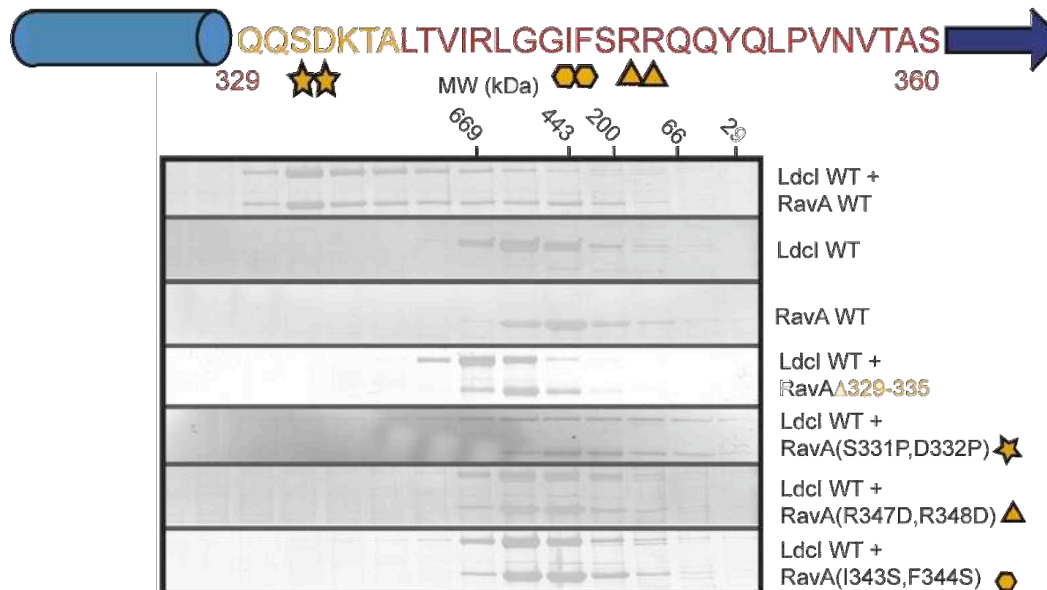 QQSDKTALTVIRLGGIFSRRQQYQLPVNVTAS
329 360
MW (kDa)
669 443 200 66 29
LdcI WT +
RavA WT
LdcI WT
RavA WT
LdcI WT +
RavAΔ329-335
LdcI WT +
RavA(S331P,D332P)
LdcI WT +
RavA(R347D,R348D)
LdcI WT +
RavA(I343S,F344S)